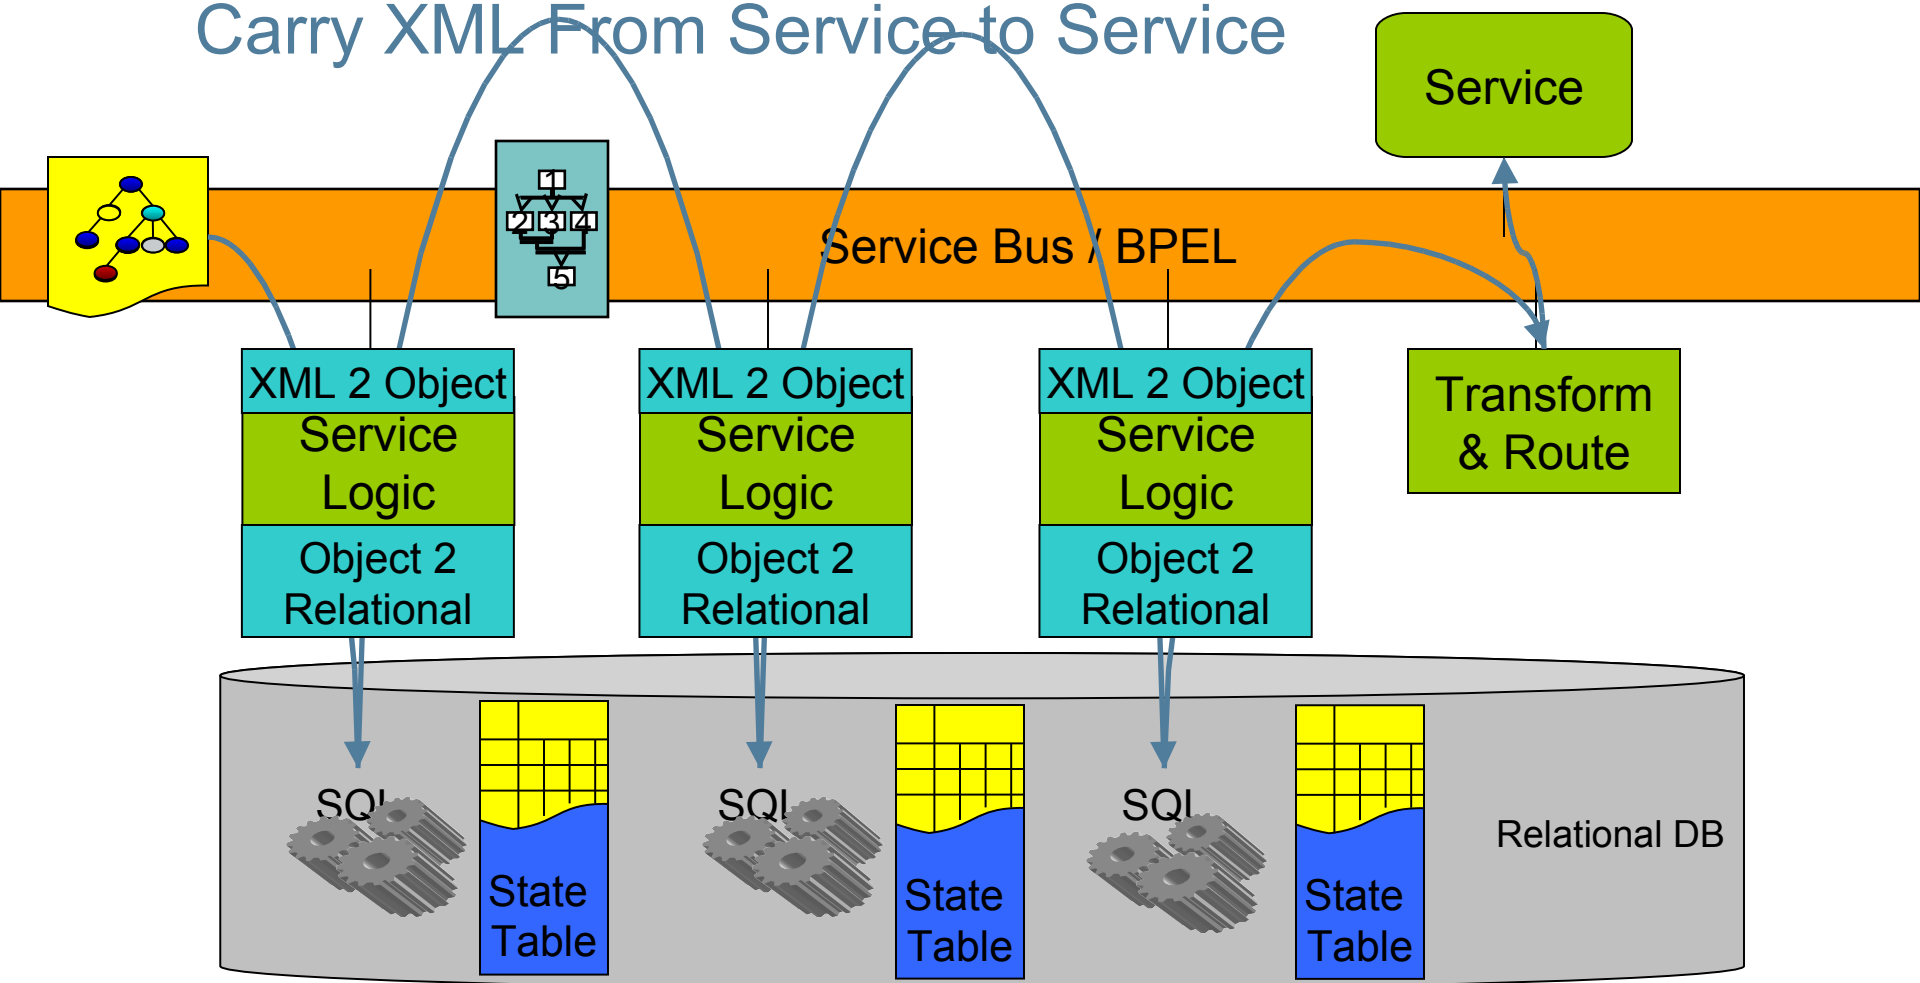 Carry XML From Service to Service
Service
1
2 3 4
5
Service Bus / BPEL
XML 2 Object
Service
Logic
Object 2
Relational
XML 2 Object
Service
Logic
Object 2
Relational
XML 2 Object
Service
Logic
Object 2
Relational
Transform
& Route
SQL
State
Table
SQL
State
Table
SQL
State
Table
Relational DB